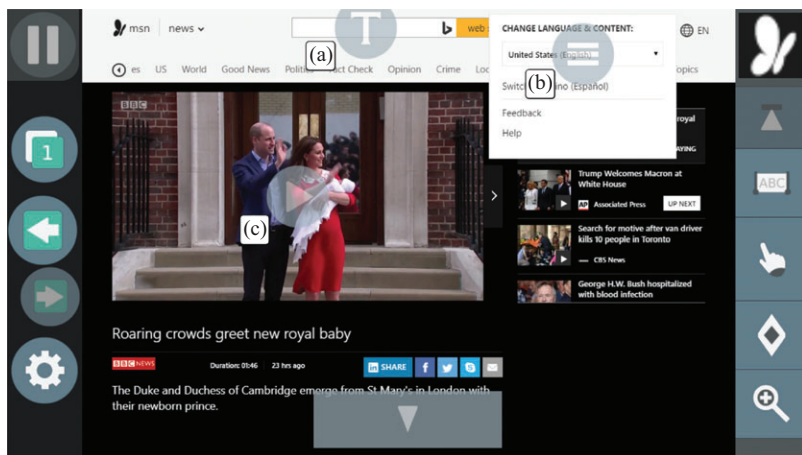 msn news
web
CHANGE LANGUAGE & CONTENT:
EN
(a)
T
United States (English)
es US World Good News Politi Fact Check Opinion Crime Loc opics
(b)
Switch ino (Español)
Feedback
Help
BBC
royal
AYING
Trump Welcomes Macron at
White House
AP Associated Press UP NEXT
Search for motive after van driver
kills 10 people in Toronto
CBS News
George H.W. Bush hospitalized
with blood infection
(c)
1
ABC
Roaring crowds greet new royal baby
BBC NEWS Duration: 01:46 23 hrs ago in SHARE f
The Duke and Duchess of Cambridge emerge from St Mary's in London with
their newborn prince.